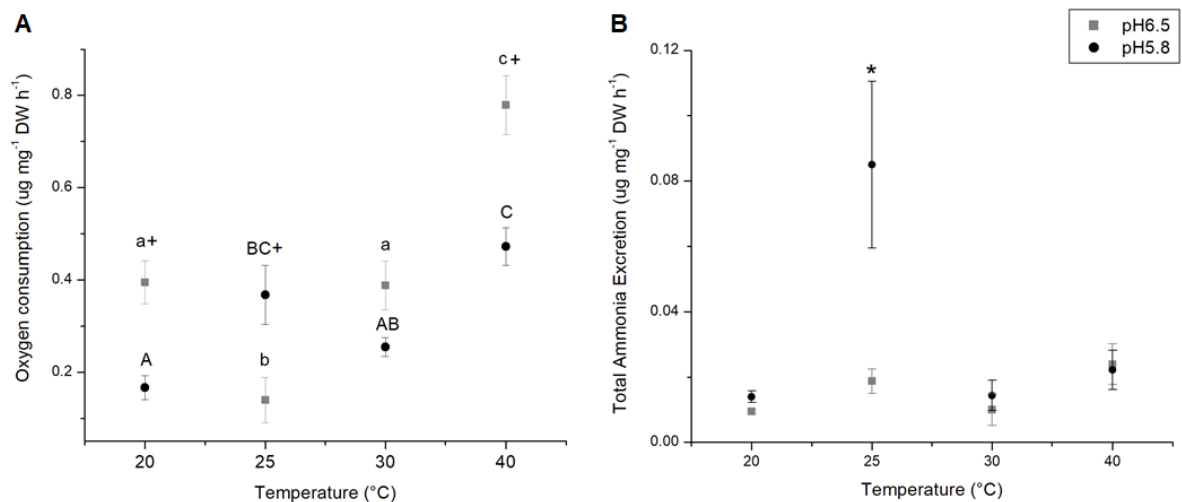 A
Oxygen consumption (ug mg⁻¹ DW h⁻¹)
0.8
0.6
0.4
0.2
a+
BC+
a
c+
A
b
AB
C
20
25
30
40
Temperature (°C)
B
pH6.5
pH5.8
Total Ammonia Excretion (ug mg⁻¹ DW h⁻¹)
0.12
0.08
0.04
0.00
*
20
25
30
40
Temperature (°C)